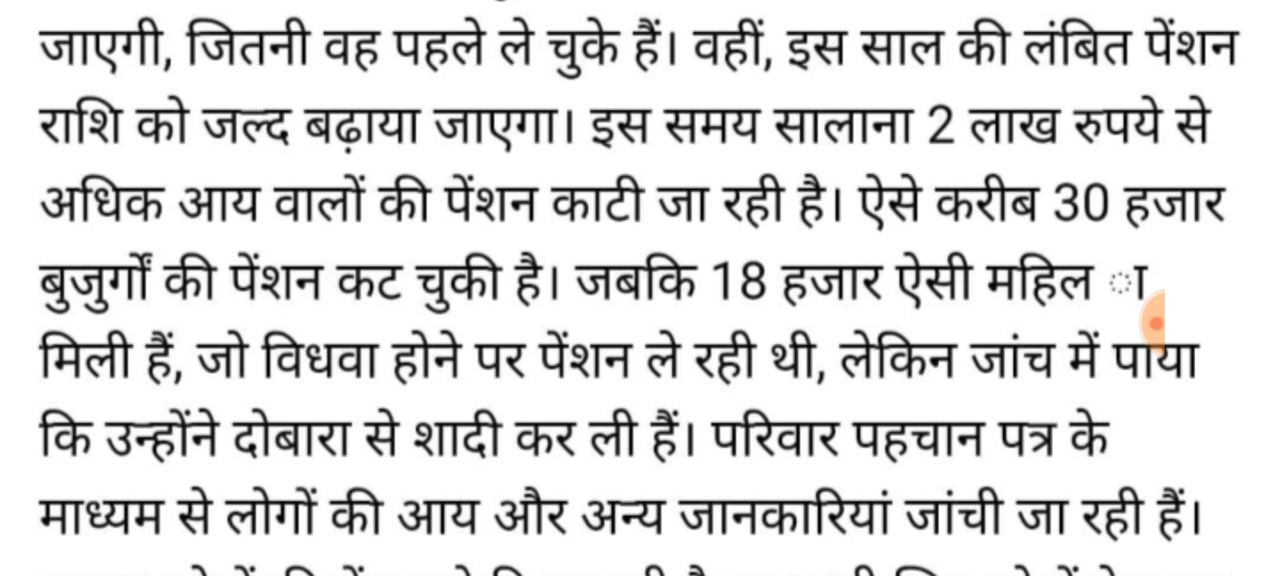 जाएगी, जितनी वह पहले ले चुके हैं। वहीं, इस साल की लंबित पेंशन
राशि को जल्द बढ़ाया जाएगा। इस समय सालाना 2 लाख रुपये से
अधिक आय वालों की पेंशन काटी जा रही है। ऐसे करीब 30 हजार
बुजुर्गों की पेंशन कट चुकी है। जबकि 18 हजार ऐसी महिल ा
मिली हैं, जो विधवा होने पर पेंशन ले रही थी, लेकिन जांच में पाया
कि उन्होंने दोबारा से शादी कर ली हैं। परिवार पहचान पत्र के
माध्यम से लोगों की आय और अन्य जानकारियां जांची जा रही हैं।